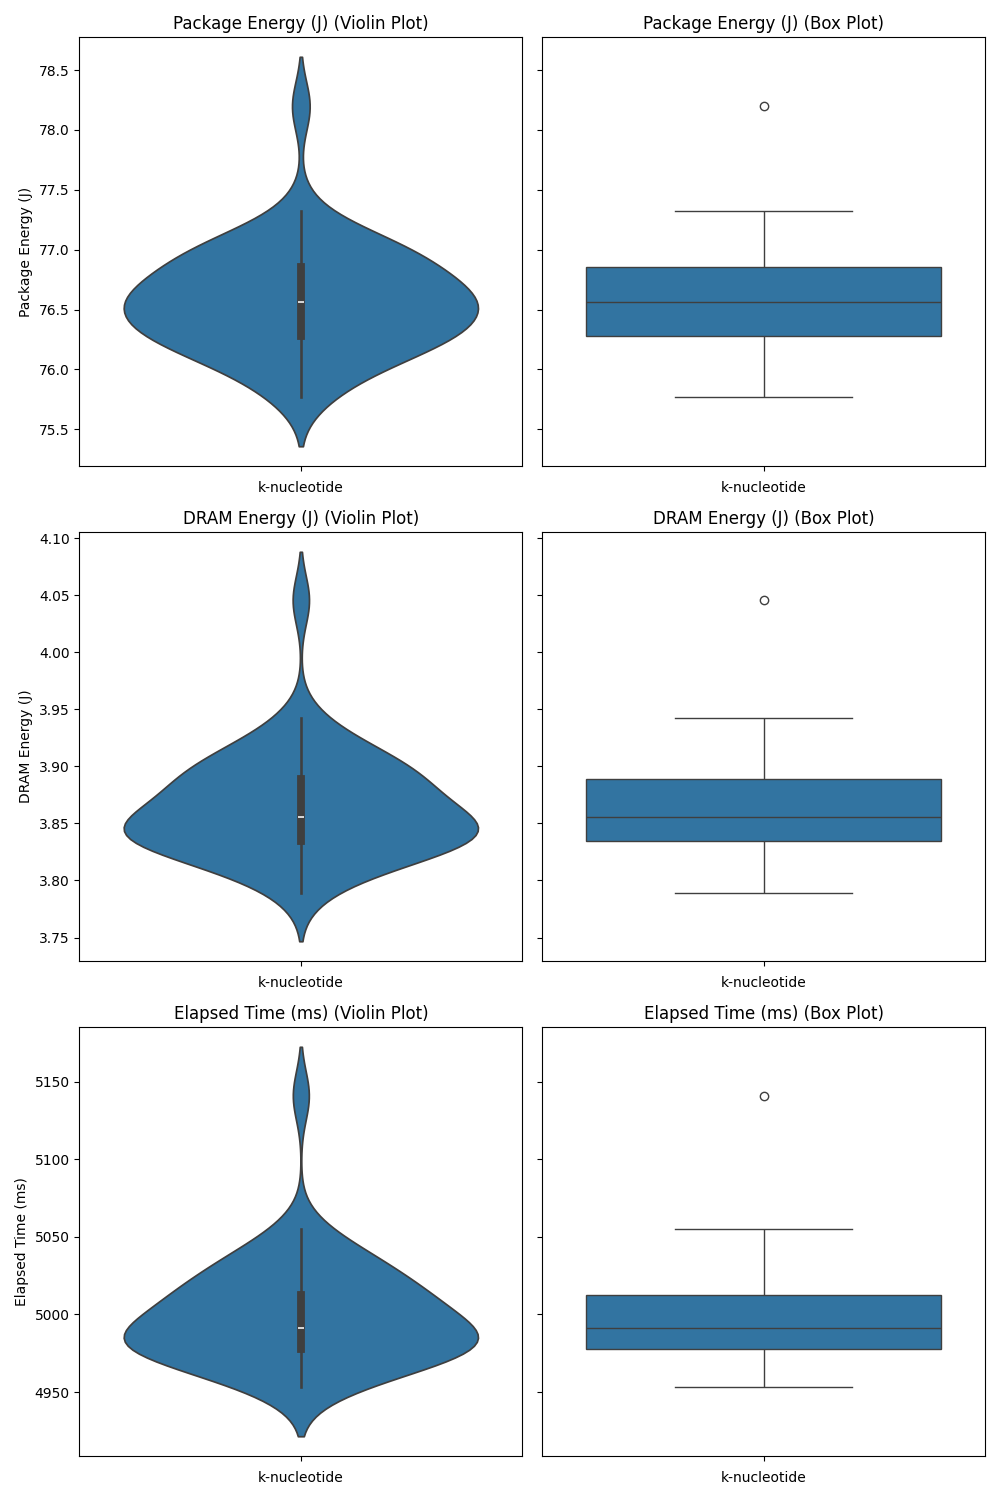 Package Energy (J) (Violin Plot)
Package Energy (J) (Box Plot)
Package Energy (J)
78.5
78.0
77.5
77.0
76.5
76.0
75.5
k-nucleotide
k-nucleotide
DRAM Energy (J) (Violin Plot)
DRAM Energy (J) (Box Plot)
DRAM Energy (J)
4.10
4.05
4.00
3.95
3.90
3.85
3.80
3.75
k-nucleotide
k-nucleotide
Elapsed Time (ms) (Violin Plot)
Elapsed Time (ms) (Box Plot)
Elapsed Time (ms)
5150
5100
5050
5000
4950
k-nucleotide
k-nucleotide